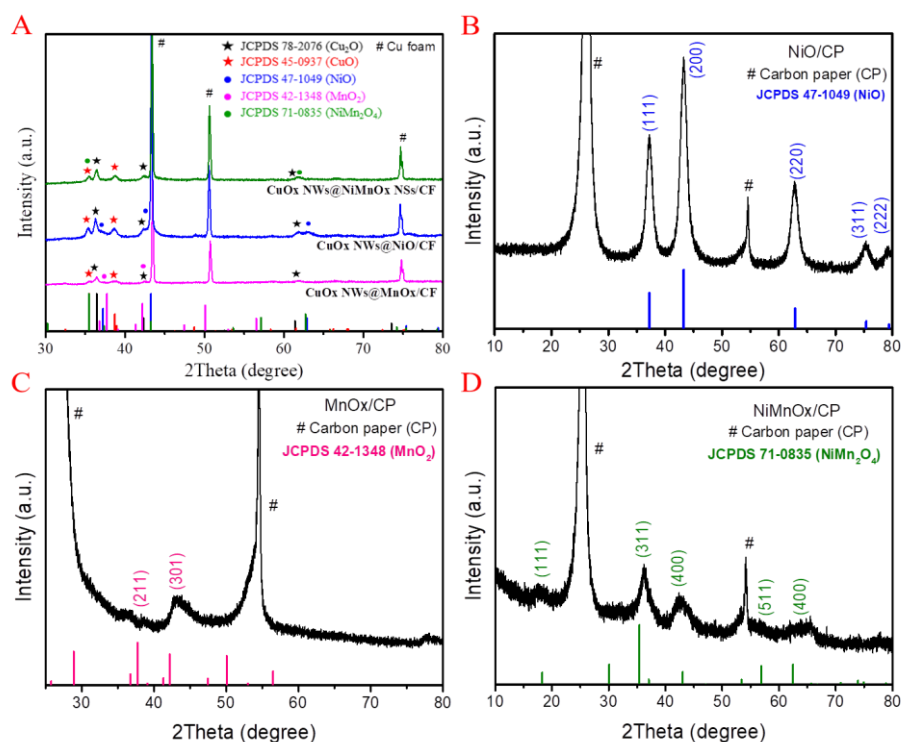 A
#
★ JCPDS 78-2076 (Cu₂O) # Cu foam
★ JCPDS 45-0937 (CuO)
● JCPDS 47-1049 (NiO)
● JCPDS 42-1348 (MnO₂)
● JCPDS 71-0835 (NiMn₂O₄)
#
#
CuOx NWs@NiMnOx NSs/CF
CuOx NWs@NiO/CF
CuOx NWs@MnOx/CF
Intensity (a.u.)
30 40 50 60 70 80
2Theta (degree)
B
NiO/CP
# Carbon paper (CP)
JCPDS 47-1049 (NiO)
#
(111)
(200)
#
(220)
(311)
(222)
Intensity (a.u.)
10 20 30 40 50 60 70 80
2Theta (degree)
C
MnOx/CP
# Carbon paper (CP)
JCPDS 42-1348 (MnO₂)
#
(211)
(301)
#
Intensity (a.u.)
30 40 50 60 70 80
2Theta (degree)
D
NiMnOx/CP
# Carbon paper (CP)
JCPDS 71-0835 (NiMn₂O₄)
(111)
#
(311)
(400)
#
(511)
(400)
Intensity (a.u.)
10 20 30 40 50 60 70 80
2Theta (degree)